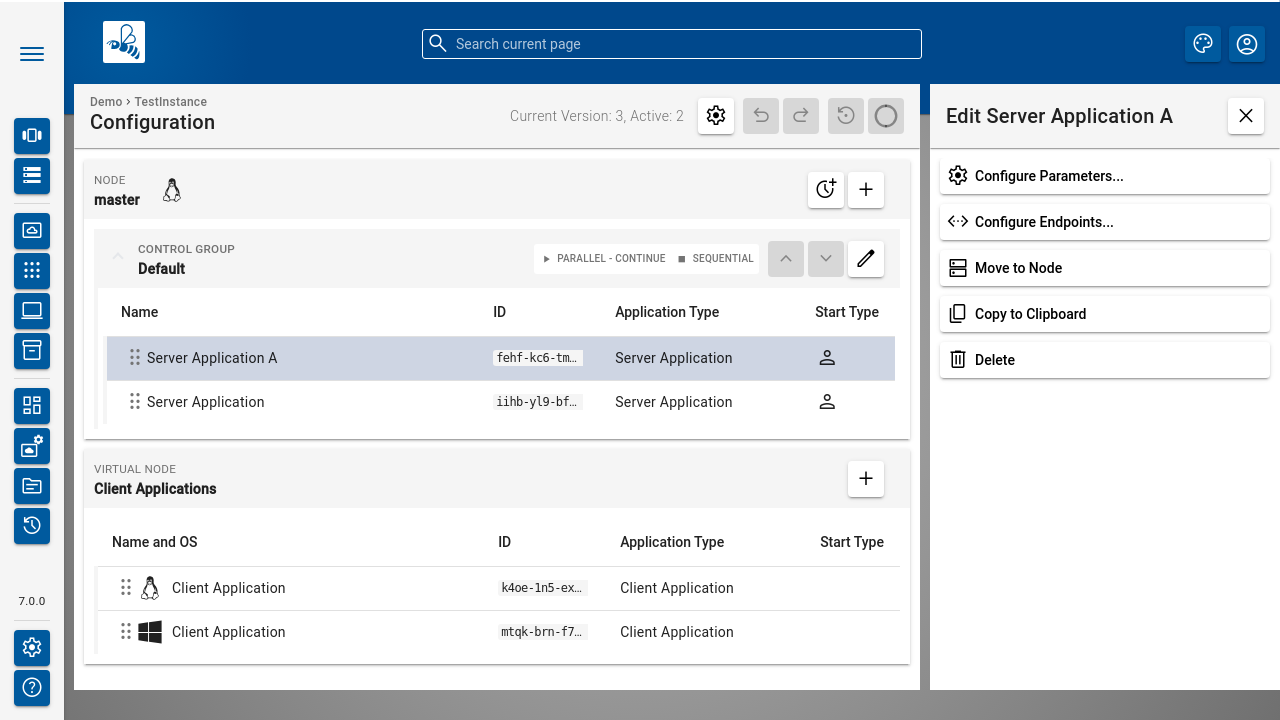 Search current page
Demo › TestInstance
Configuration
Current Version: 3, Active: 2
NODE
master
CONTROL GROUP
Default
PARALLEL - CONTINUE
SEQUENTIAL
Name ID Application Type Start Type
Server Application A fehf-kc6-tm… Server Application
Server Application iihb-yl9-bf… Server Application
VIRTUAL NODE
Client Applications
Name and OS ID Application Type Start Type
Client Application k4oe-1n5-ex… Client Application
Client Application mtqk-brn-f7… Client Application
7.0.0
Edit Server Application A
Configure Parameters...
Configure Endpoints...
Move to Node
Copy to Clipboard
Delete